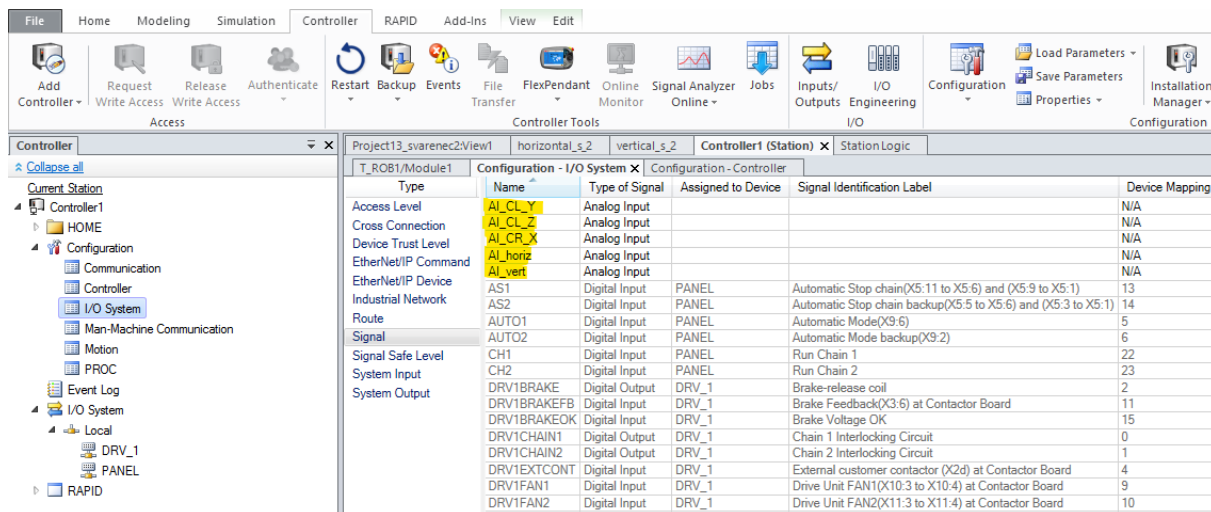 File Home Modeling Simulation Controller RAPID Add-Ins View Edit
Add Controller Request Write Access Release Write Access Authenticate Restart Backup Events File Transfer FlexPendant Online Monitor Signal Analyzer Online Jobs Inputs/ Outputs I/O Engineering Configuration Load Parameters Save Parameters Properties Installation Manager
Access Controller Tools I/O Configuration
Controller
Collapse all
Current Station
Controller1
HOME
Configuration
Communication
Controller
I/O System
Man-Machine Communication
Motion
PROC
Event Log
I/O System
Local
DRV_1
PANEL
RAPID
Project13_svarenec2:View1 horizontal_s_2 vertical_s_2 Controller1 (Station) X Station Logic
T_ROB1/Module1 Configuration - I/O System X Configuration - Controller
Type
Access Level
Cross Connection
Device Trust Level
EtherNet/IP Command
EtherNet/IP Device
Industrial Network
Route
Signal
Signal Safe Level
System Input
System Output
Name Type of Signal Assigned to Device Signal Identification Label Device Mapping
AI_CL_Y Analog Input N/A
AI_CL_Z Analog Input N/A
AI_CR_X Analog Input N/A
AI_horiz Analog Input N/A
AI_vert Analog Input N/A
AS1 Digital Input PANEL Automatic Stop chain(X5:11 to X5:6) and (X5:9 to X5:1) 13
AS2 Digital Input PANEL Automatic Stop chain backup(X5:5 to X5:6) and (X5:3 to X5:1) 14
AUTO1 Digital Input PANEL Automatic Mode(X9:6) 5
AUTO2 Digital Input PANEL Automatic Mode backup(X9:2) 6
CH1 Digital Input PANEL Run Chain 1 22
CH2 Digital Input PANEL Run Chain 2 23
DRV1BRAKE Digital Output DRV_1 Brake-release coil 2
DRV1BRAKEFB Digital Input DRV_1 Brake Feedback(X3:6) at Contactor Board 11
DRV1BRAKEOK Digital Input DRV_1 Brake Voltage OK 15
DRV1CHAIN1 Digital Output DRV_1 Chain 1 Interlocking Circuit 0
DRV1CHAIN2 Digital Output DRV_1 Chain 2 Interlocking Circuit 1
DRV1EXTCONT Digital Input DRV_1 External customer contactor (X2d) at Contactor Board 4
DRV1FAN1 Digital Input DRV_1 Drive Unit FAN1(X10:3 to X10:4) at Contactor Board 9
DRV1FAN2 Digital Input DRV_1 Drive Unit FAN2(X11:3 to X11:4) at Contactor Board 10